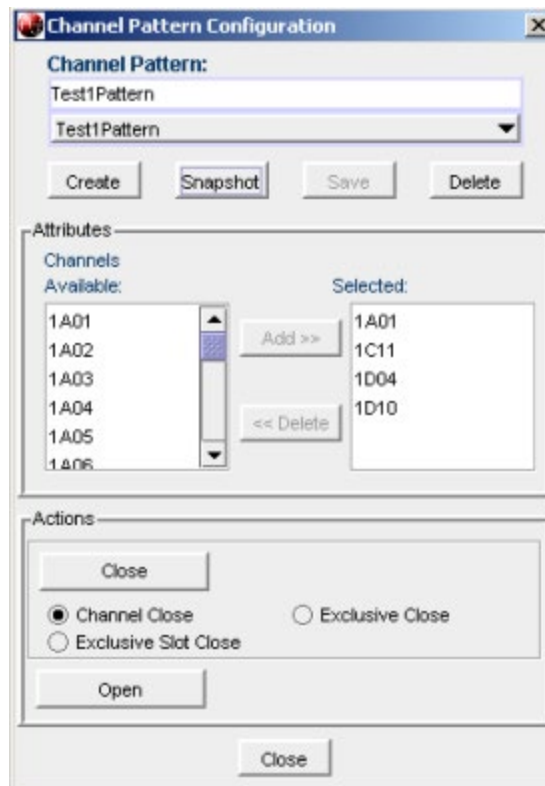 Channel Pattern Configuration
Channel Pattern:
Test1Pattern
Test1Pattern
Create Snapshot Save Delete
Attributes
Channels
Available: Selected:
1A01
1A02
1A03
1A04
1A05
1A06
Add >>
<< Delete
1A01
1C11
1D04
1D10
Actions
Close
Channel Close Exclusive Close
Exclusive Slot Close
Open
Close